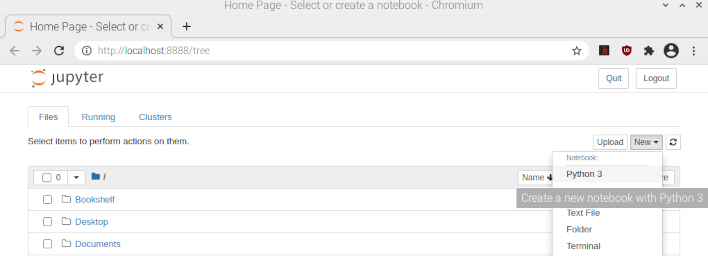 Home Page - Select or create a notebook - Chromium
Home Page - Select or cr
http://localhost:8888/tree
jupyter
Quit
Logout
Files
Running
Clusters
Select items to perform actions on them.
Upload
New
0
/
Name
Notebook:
Python 3
Create a new notebook with Python 3
Bookshelf
Text File
Desktop
Folder
Documents
Terminal